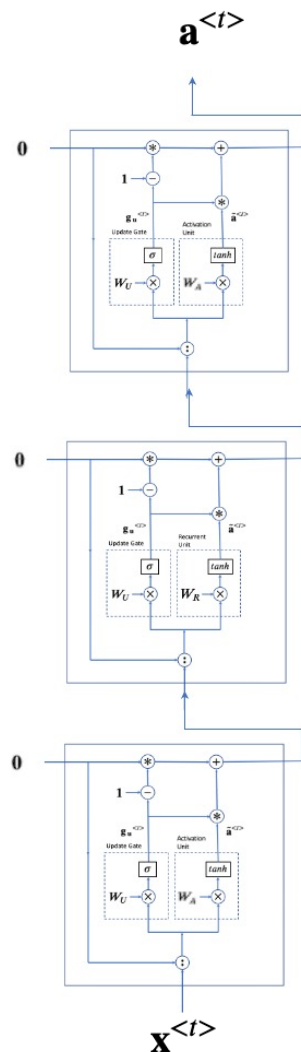 a^{<t>}
0 * +
1 −
g_u^{<t>} ā^{<t>} *
Update Gate Activation Unit
σ tanh
W_U × W_A ×
:
0 * +
1 −
g_u^{<t>} ā^{<t>} *
Update Gate Recurrent Unit
σ tanh
W_U × W_R ×
:
0 * +
1 −
g_u^{<t>} ā^{<t>} *
Update Gate Activation Unit
σ tanh
W_U × W_A ×
:
x^{<t>}